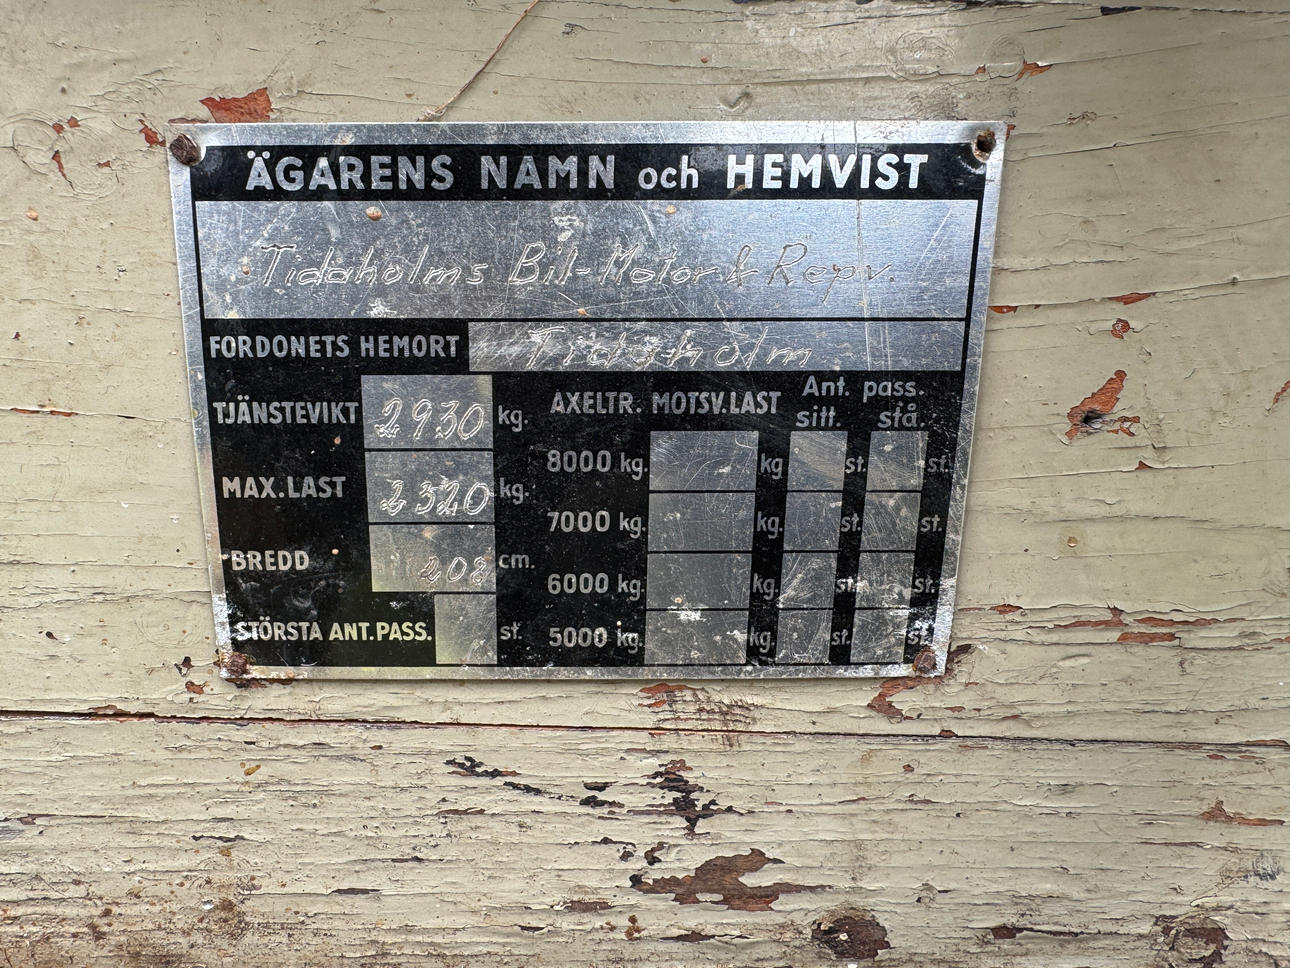 ÄGARENS NAMN och HEMVIST
Tidaholms Bil-Motor & Repv.
FORDONETS HEMORT Tidaholm
TJÄNSTEVIKT 2930 kg.
MAX.LAST 2320 kg.
BREDD 208 cm.
STÖRSTA ANT.PASS. st.
AXELTR. MOTSV.LAST Ant. pass.
sitt. stå.
8000 kg. kg st. st.
7000 kg. kg. st. st.
6000 kg. kg. st. st.
5000 kg. kg. st. st.